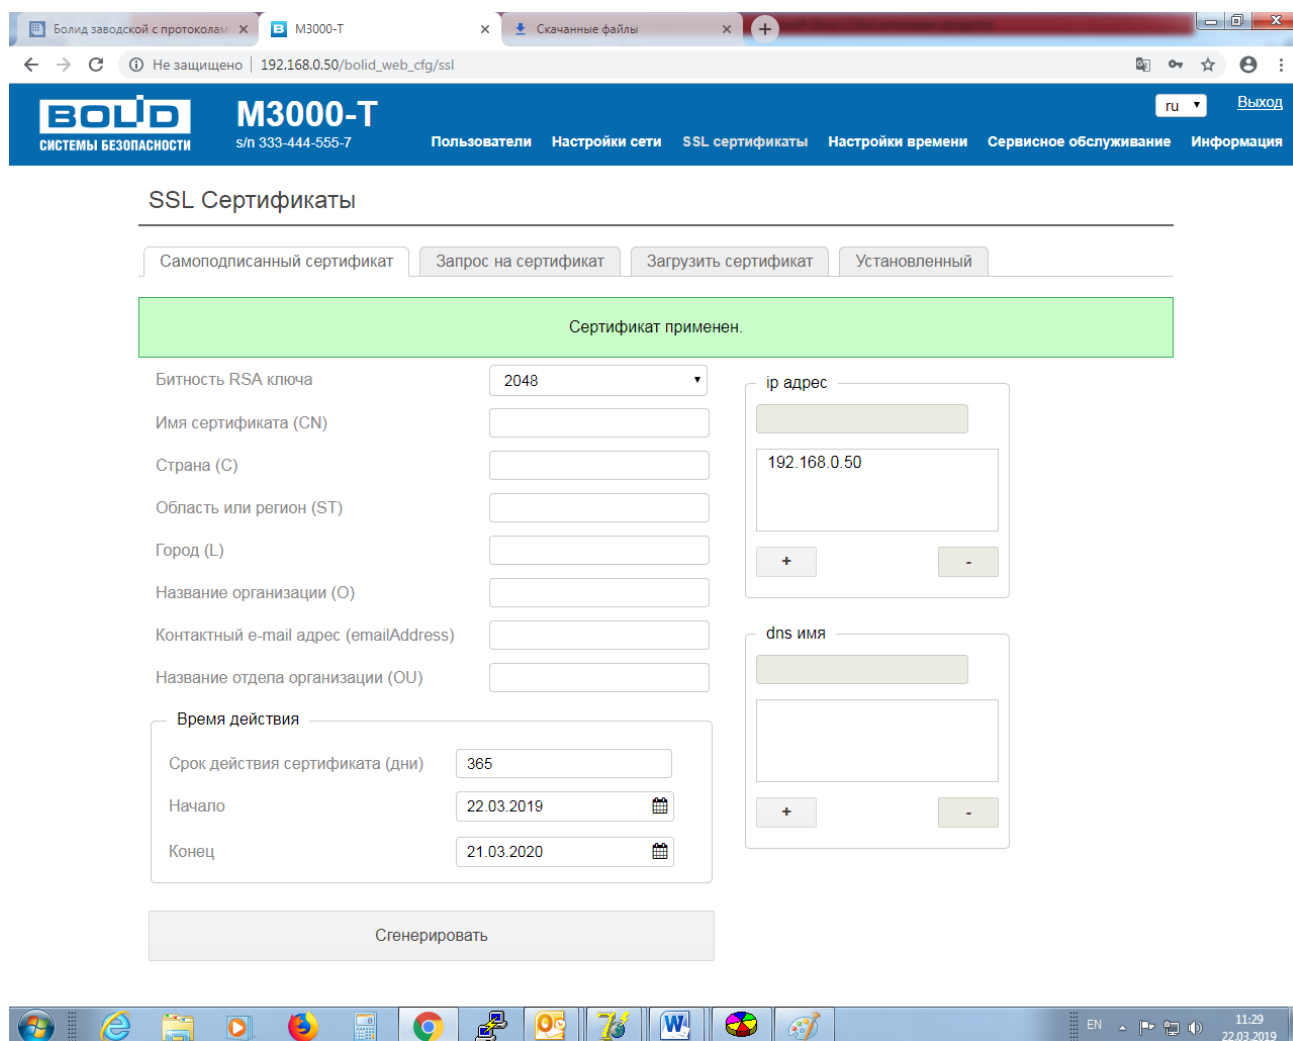 Болид заводской с протоколам
M3000-T
Скачанные файлы
Не защищено | 192.168.0.50/bolid_web_cfg/ssl
BOLID
СИСТЕМЫ БЕЗОПАСНОСТИ
M3000-T
s/n 333-444-555-7
ru
Выход
Пользователи Настройки сети SSL сертификаты Настройки времени Сервисное обслуживание Информация
SSL Сертификаты
Самоподписанный сертификат Запрос на сертификат Загрузить сертификат Установленный
Сертификат применен.
Битность RSA ключа 2048
Имя сертификата (CN)
Страна (C)
Область или регион (ST)
Город (L)
Название организации (O)
Контактный e-mail адрес (emailAddress)
Название отдела организации (OU)
Время действия
Срок действия сертификата (дни) 365
Начало 22.03.2019
Конец 21.03.2020
Сгенерировать
ip адрес
192.168.0.50
+ -
dns имя
+ -
EN
11:29
22.03.2019